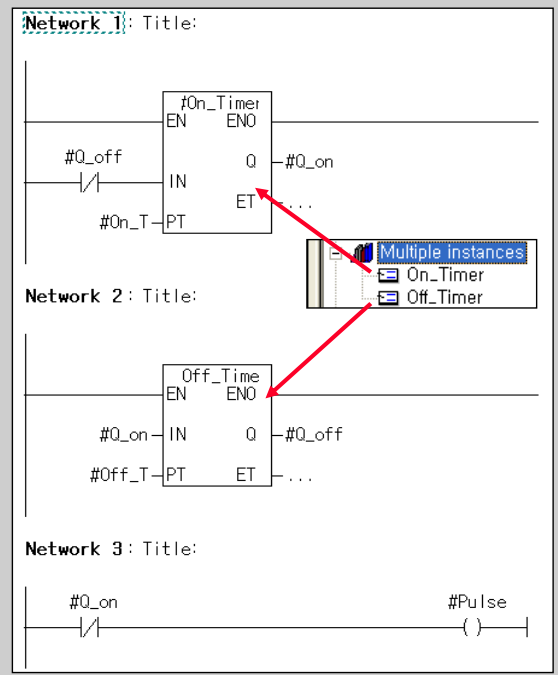 Network 1: Title:
#On_Timer
EN ENO
#Q_off
Q #Q_on
IN
ET ...
#On_T PT
Multiple instances
On_Timer
Off_Timer
Network 2: Title:
Off_Time
EN ENO
#Q_on IN Q #Q_off
#Off_T PT ET ...
Network 3: Title:
#Q_on #Pulse